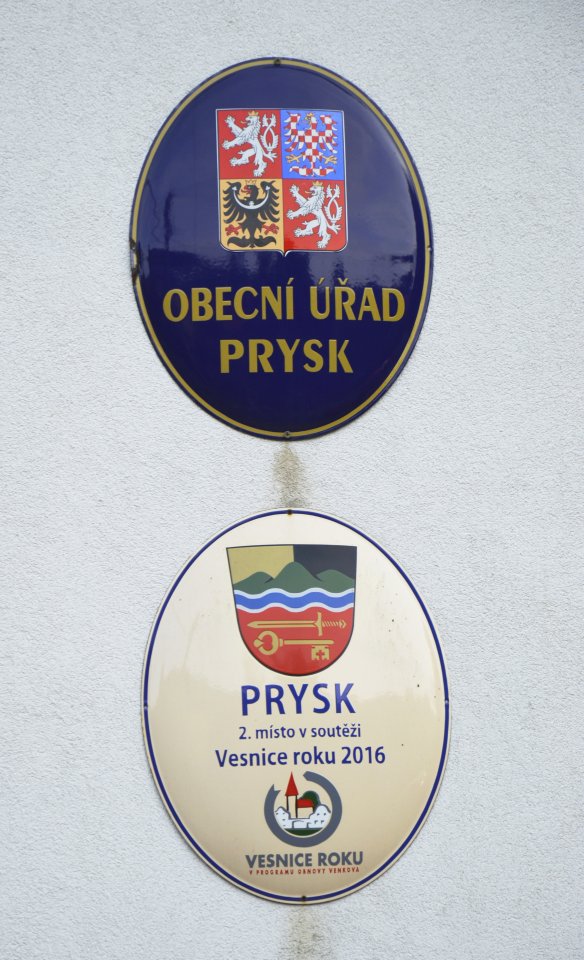 OBECNÍ ÚŘAD
PRYSK
PRYSK
2. místo v soutěži
Vesnice roku 2016
VESNICE ROKU
V PROGRAMU OBNOVY VENKOVA